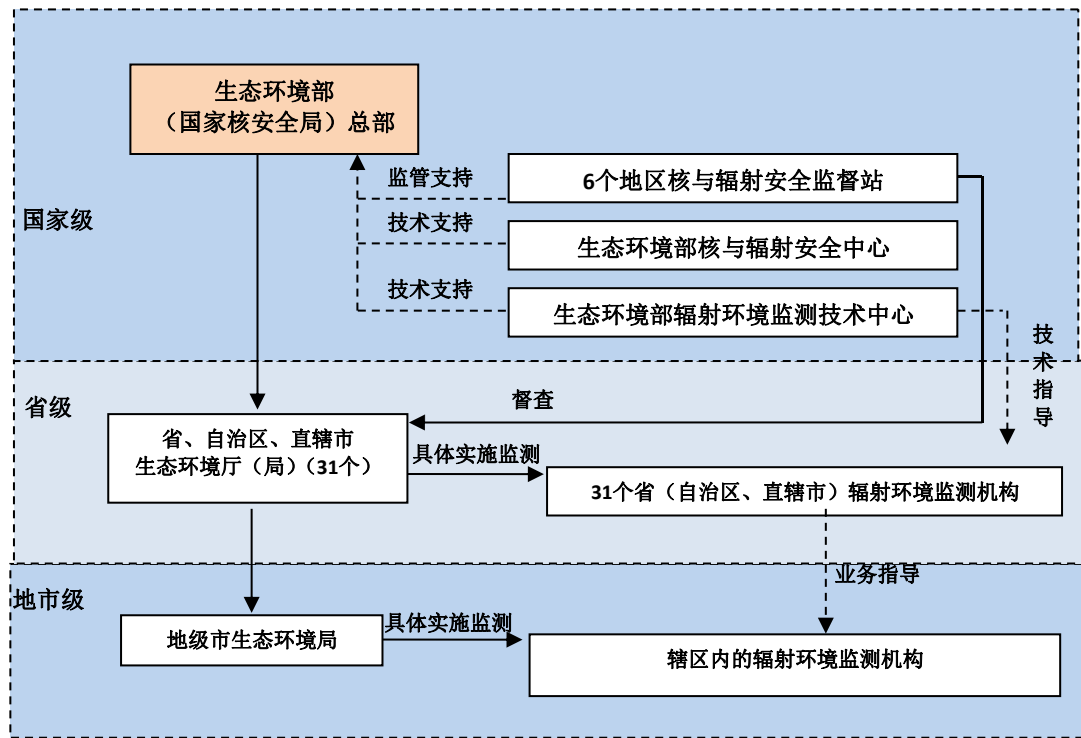 生态环境部
（国家核安全局）总部
监管支持
6个地区核与辐射安全监督站
国家级
技术支持
生态环境部核与辐射安全中心
技术支持
生态环境部辐射环境监测技术中心
技术指导
省级
督查
省、自治区、直辖市
生态环境厅（局）（31个）
具体实施监测
31个省（自治区、直辖市）辐射环境监测机构
业务指导
地市级
地级市生态环境局
具体实施监测
辖区内的辐射环境监测机构